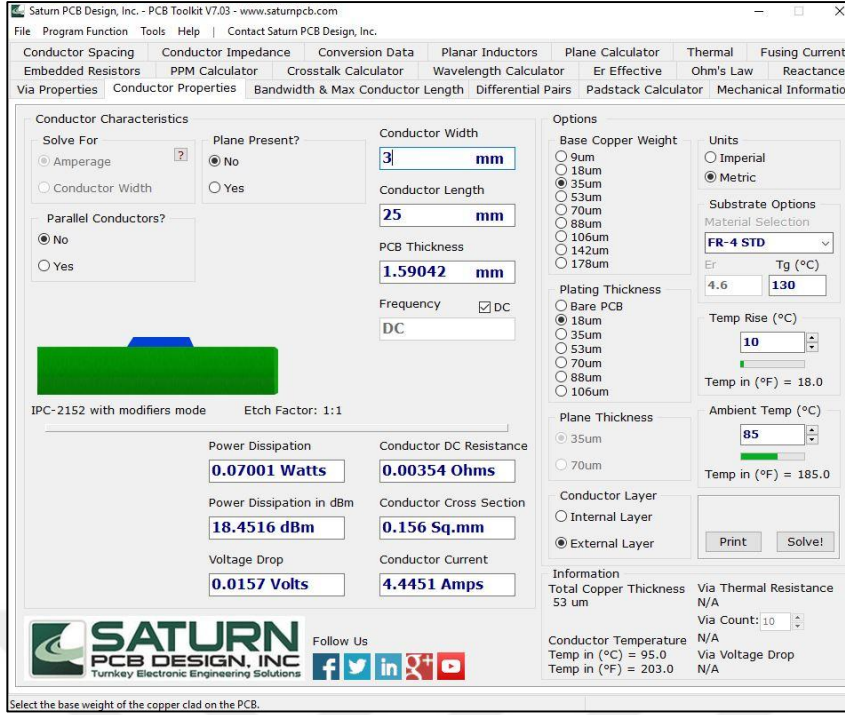 Saturn PCB Design, Inc. - PCB Toolkit V7.03 - www.saturnpcb.com
File Program Function Tools Help | Contact Saturn PCB Design, Inc.
Conductor Spacing Conductor Impedance Conversion Data Planar Inductors Plane Calculator Thermal Fusing Current
Embedded Resistors PPM Calculator Crosstalk Calculator Wavelength Calculator Er Effective Ohm's Law Reactance
Via Properties Conductor Properties Bandwidth & Max Conductor Length Differential Pairs Padstack Calculator Mechanical Informatio
Conductor Characteristics
Solve For
Amperage
?
Conductor Width
Plane Present?
No
Yes
Parallel Conductors?
No
Yes
Conductor Width
3 mm
Conductor Length
25 mm
PCB Thickness
1.59042 mm
Frequency DC
DC
IPC-2152 with modifiers mode Etch Factor: 1:1
Power Dissipation
0.07001 Watts
Conductor DC Resistance
0.00354 Ohms
Power Dissipation in dBm
18.4516 dBm
Conductor Cross Section
0.156 Sq.mm
Voltage Drop
0.0157 Volts
Conductor Current
4.4451 Amps
SATURN
PCB DESIGN, INC
Turnkey Electronic Engineering Solutions
Follow Us
f in g+
Options
Base Copper Weight
9um
18um
35um
53um
70um
88um
106um
142um
178um
Plating Thickness
Bare PCB
18um
35um
53um
70um
88um
106um
Plane Thickness
35um
70um
Conductor Layer
Internal Layer
External Layer
Units
Imperial
Metric
Substrate Options
Material Selection
FR-4 STD
Er Tg (°C)
4.6 130
Temp Rise (°C)
10
Temp in (°F) = 18.0
Ambient Temp (°C)
85
Temp in (°F) = 185.0
Print Solve!
Information
Total Copper Thickness
53 um
Conductor Temperature
Temp in (°C) = 95.0
Temp in (°F) = 203.0
Via Thermal Resistance
N/A
Via Count: 10
N/A
Via Voltage Drop
N/A
Select the base weight of the copper clad on the PCB.